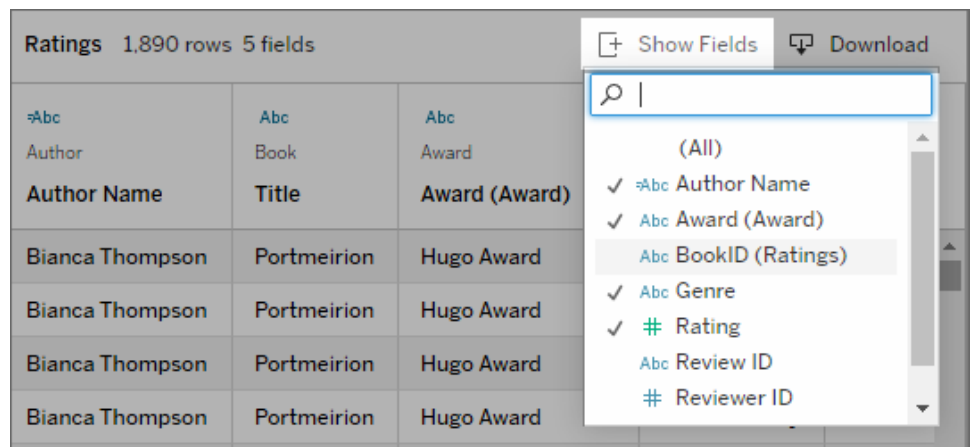 Ratings 1,890 rows 5 fields Show Fields Download
=Abc Abc Abc
Author Book Award
Author Name Title Award (Award)
Bianca Thompson Portmeirion Hugo Award
Bianca Thompson Portmeirion Hugo Award
Bianca Thompson Portmeirion Hugo Award
Bianca Thompson Portmeirion Hugo Award
(All)
=Abc Author Name
Abc Award (Award)
Abc BookID (Ratings)
Abc Genre
# Rating
Abc Review ID
# Reviewer ID